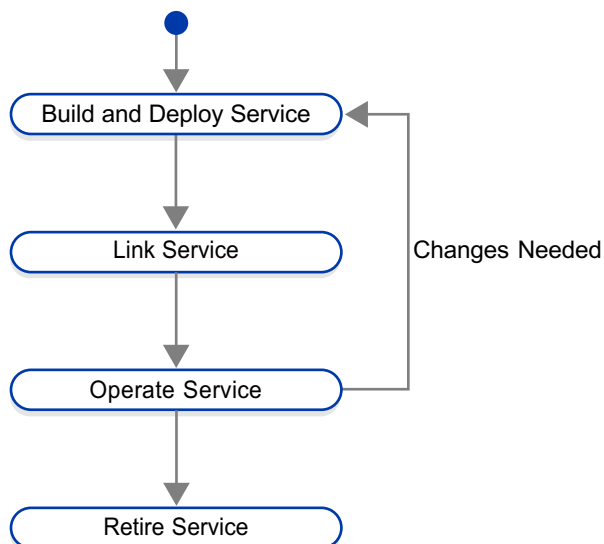 Build and Deploy Service
Link Service
Changes Needed
Operate Service
Retire Service